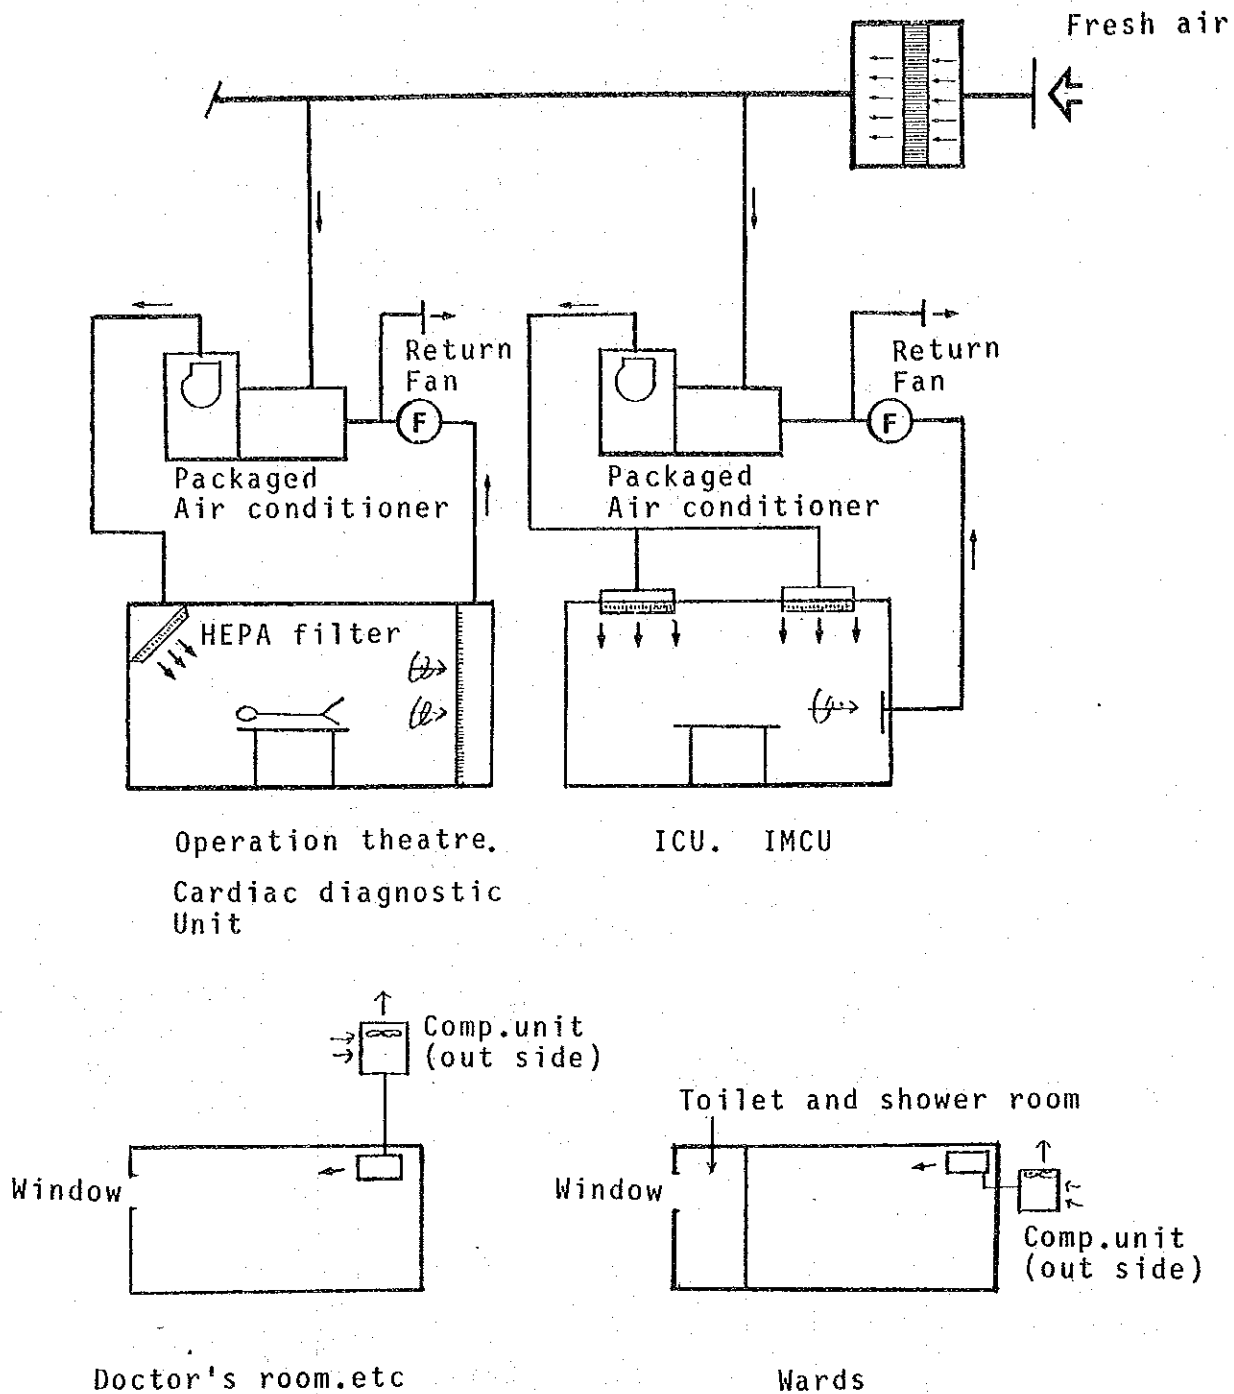 Fresh air
Return
Fan
F
Packaged
Air conditioner
Return
Fan
F
Packaged
Air conditioner
HEPA filter
Operation theatre.
Cardiac diagnostic
Unit
ICU. IMCU
Comp.unit
(out side)
Window
Doctor's room.etc
Toilet and shower room
Window
Comp.unit
(out side)
Wards